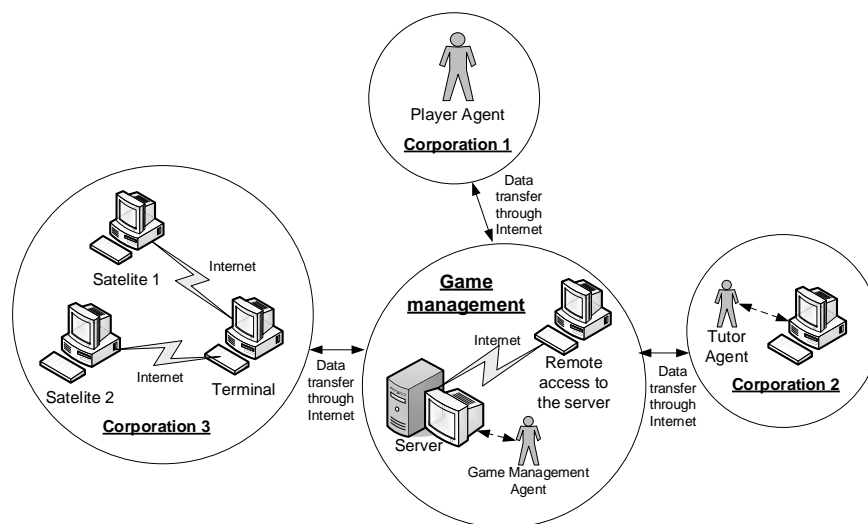 Player Agent
Corporation 1
Data
transfer
through
Internet
Satelite 1
Internet
Satelite 2
Internet
Terminal
Corporation 3
Data
transfer
through
Internet
Game
management
Internet
Remote
access to
the server
Server
Game Management
Agent
Data
transfer
through
Internet
Tutor
Agent
Corporation 2